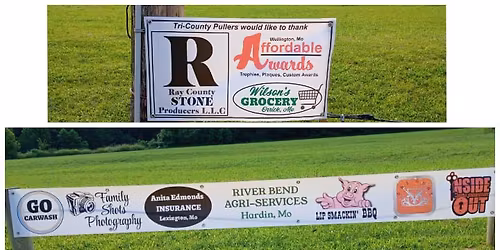 Tri-County Pullers would like to thank
R
Ray County
STONE
Producers L.L.C
Wellington, Mo
Affordable
Awards
Trophies, Plaques, Custom Awards
Wilson's
GROCERY
Orrick, Mo
GO
CARWASH
Family
Shots
Photography
Anita Edmonds
INSURANCE
Lexington, Mo
RIVER BEND
AGRI-SERVICES
Hardin, Mo
LIP SMACKIN' BBQ
INSIDE
OUT